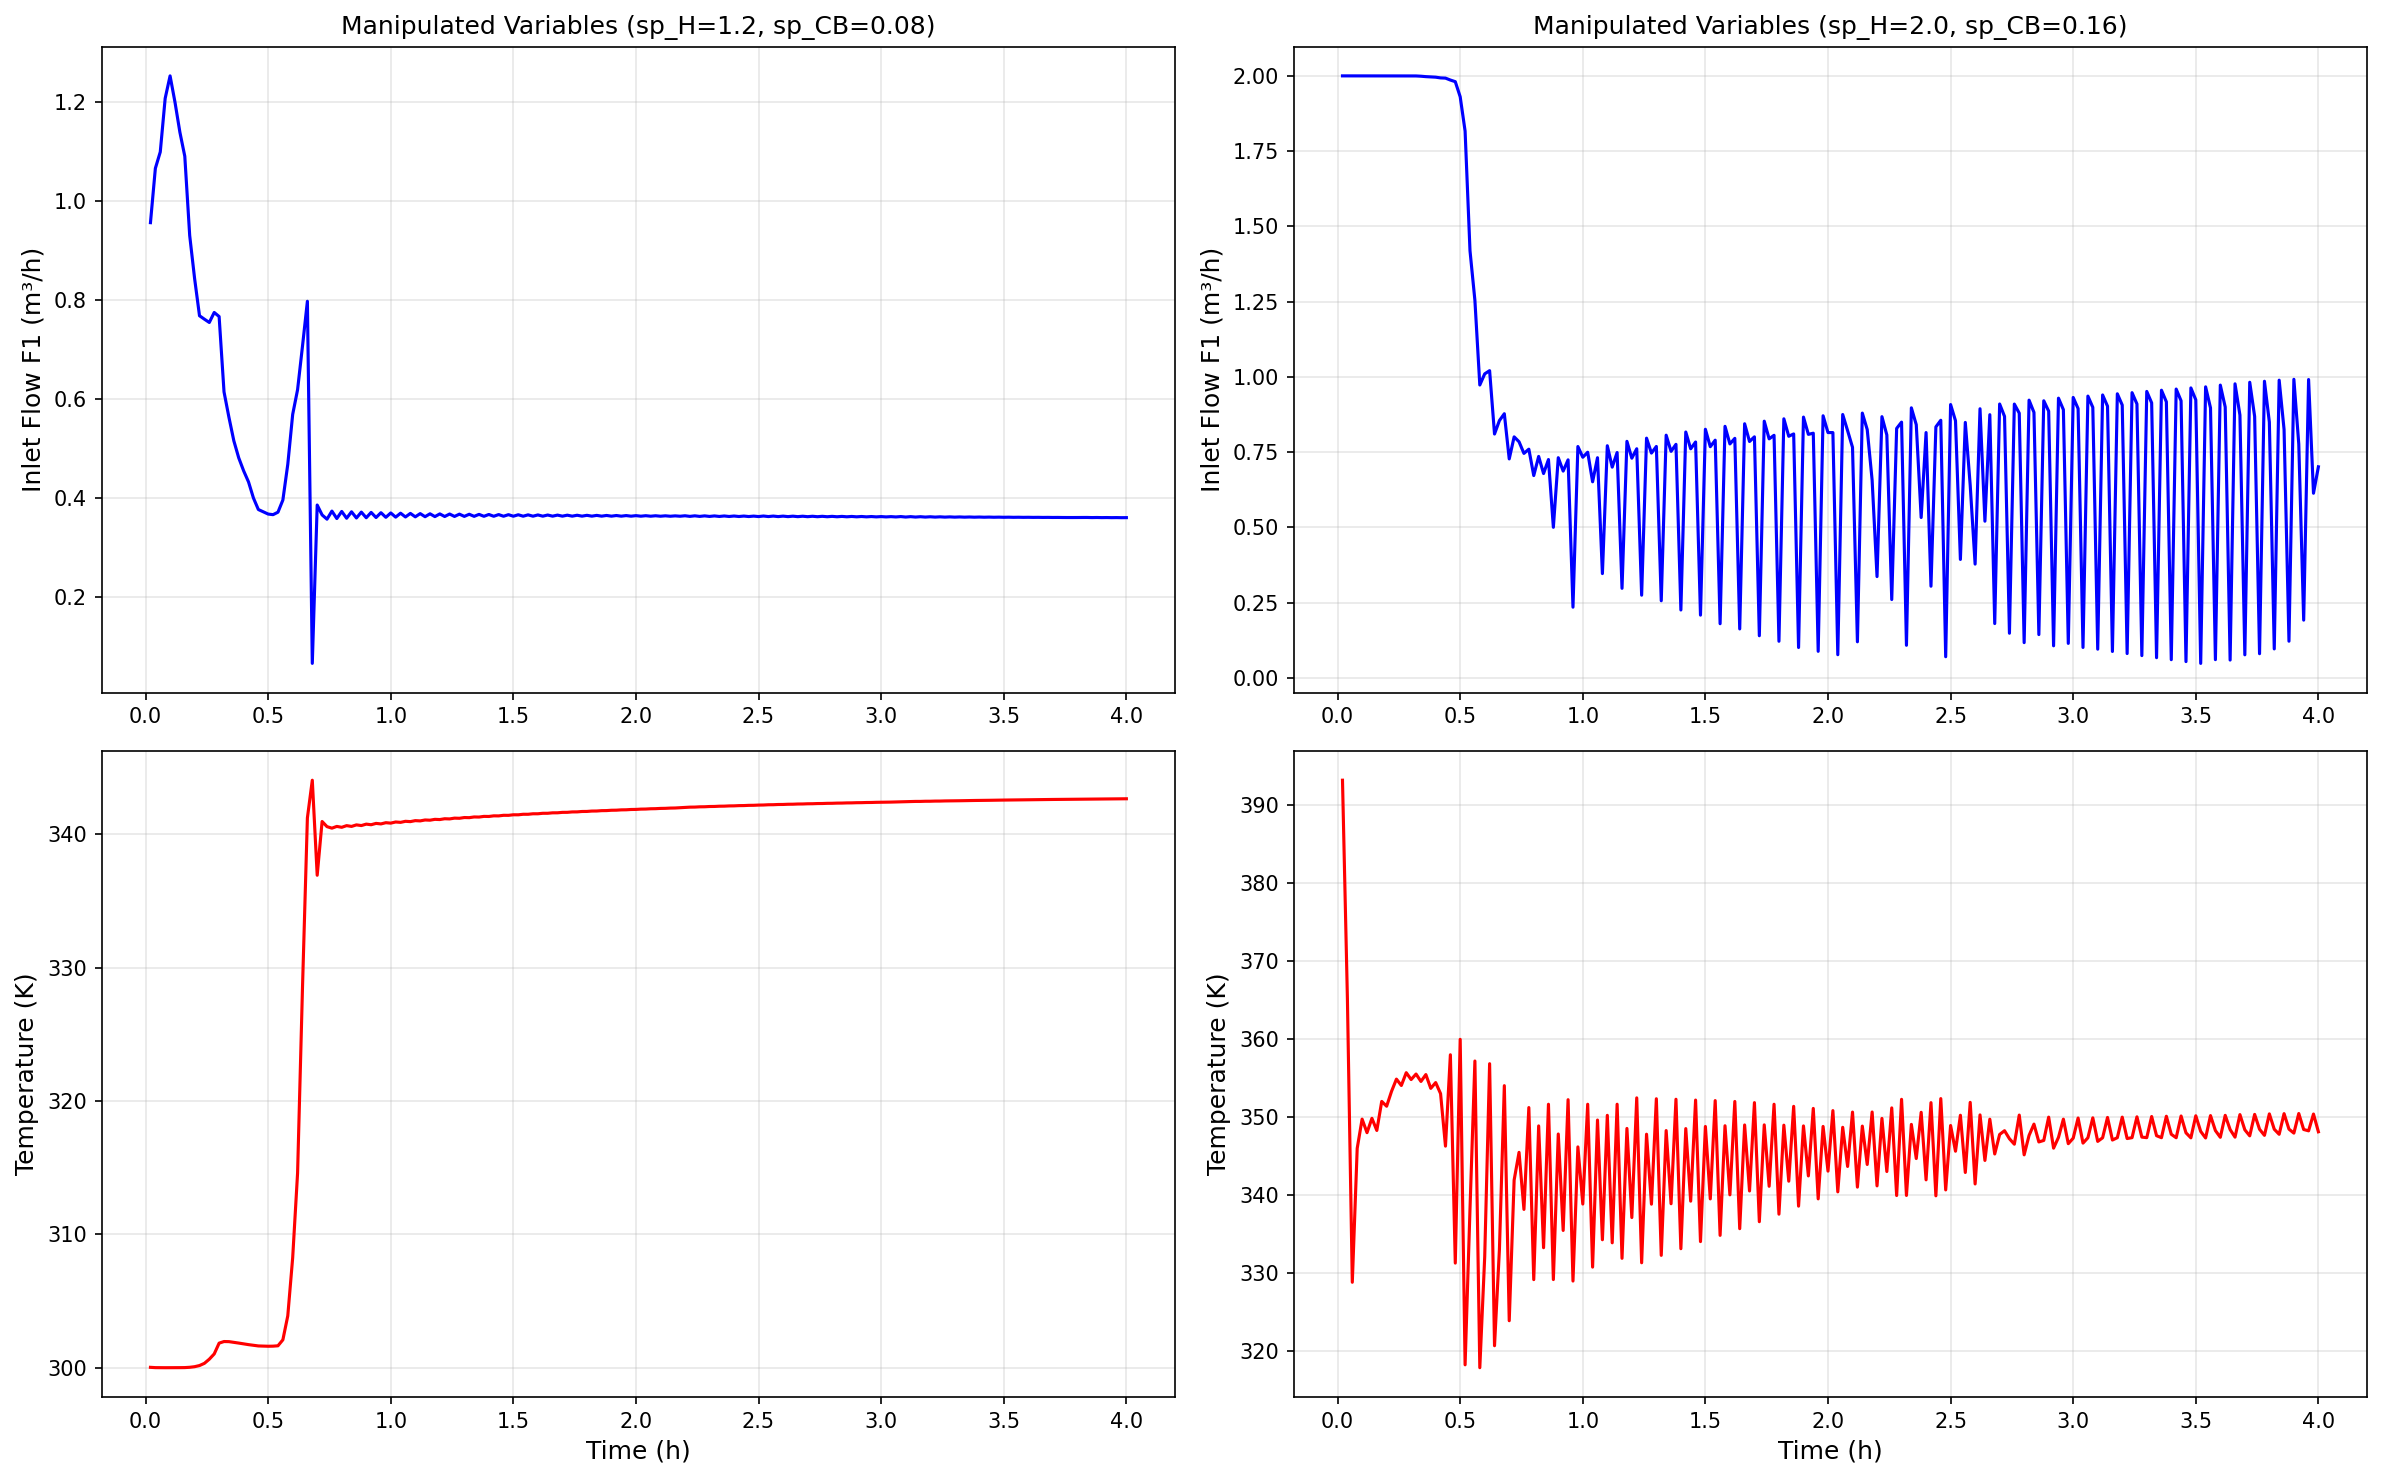 Manipulated Variables (sp_H=1.2, sp_CB=0.08)
Inlet Flow F1 (m³/h)
1.2
1.0
0.8
0.6
0.4
0.2
0.0 0.5 1.0 1.5 2.0 2.5 3.0 3.5 4.0
Manipulated Variables (sp_H=2.0, sp_CB=0.16)
Inlet Flow F1 (m³/h)
2.00
1.75
1.50
1.25
1.00
0.75
0.50
0.25
0.00
0.0 0.5 1.0 1.5 2.0 2.5 3.0 3.5 4.0
Temperature (K)
340
330
320
310
300
0.0 0.5 1.0 1.5 2.0 2.5 3.0 3.5 4.0
Time (h)
Temperature (K)
390
380
370
360
350
340
330
320
0.0 0.5 1.0 1.5 2.0 2.5 3.0 3.5 4.0
Time (h)